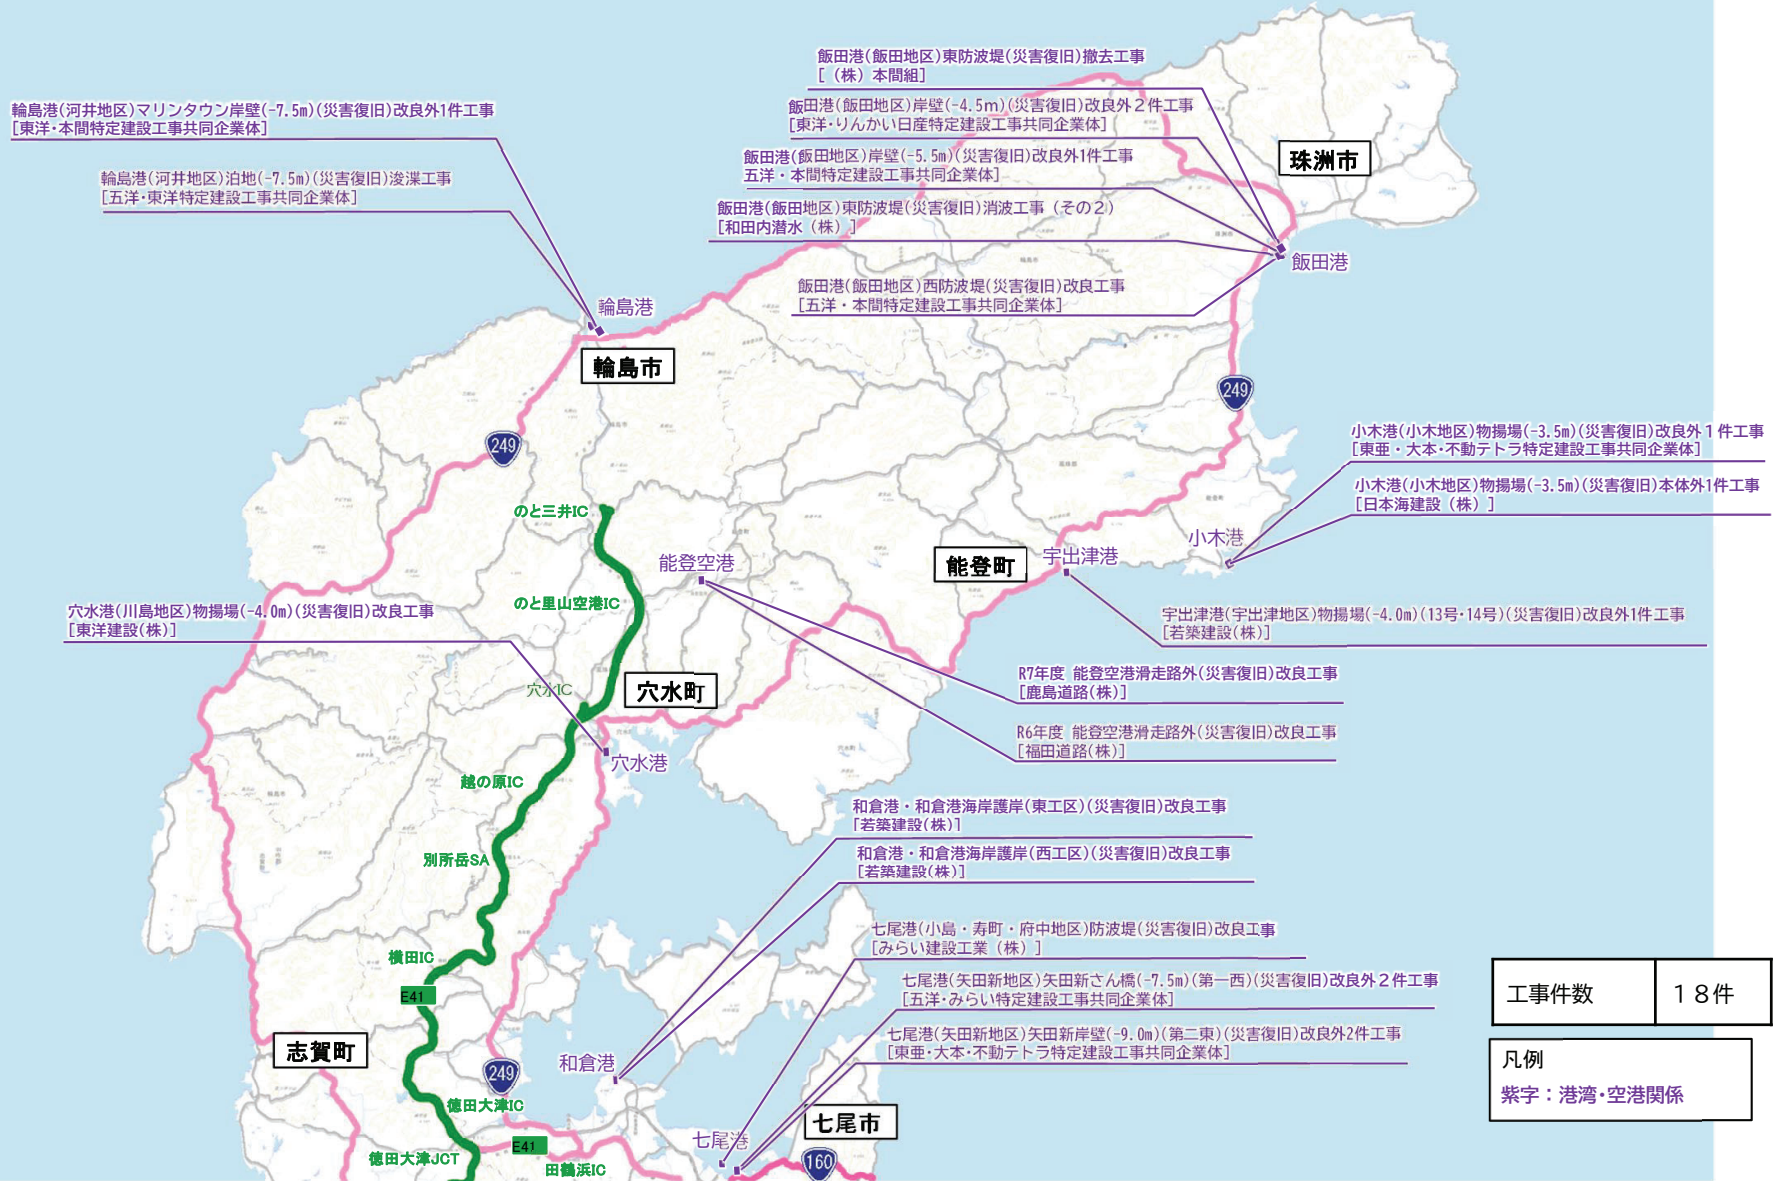 飯田港(飯田地区)東防波堤(災害復旧)撤去工事
[（株）本間組]
輪島港(河井地区)マリンタウン岸壁(-7.5m)(災害復旧)改良外1件工事
[東洋・本間特定建設工事共同企業体]
飯田港(飯田地区)岸壁(-4.5m)(災害復旧)改良外２件工事
[東洋・りんかい日産特定建設工事共同企業体]
珠洲市
飯田港(飯田地区)岸壁(-5.5m)(災害復旧)改良外1件工事
五洋・本間特定建設工事共同企業体]
輪島港(河井地区)泊地(-7.5m)(災害復旧)浚渫工事
[五洋・東洋特定建設工事共同企業体]
飯田港(飯田地区)東防波堤(災害復旧)消波工事（その２）
[和田内潜水（株）]
飯田港
飯田港(飯田地区)西防波堤(災害復旧)改良工事
[五洋・本間特定建設工事共同企業体]
輪島港
輪島市
249
249
小木港(小木地区)物揚場(-3.5m)(災害復旧)改良外１件工事
[東亜・大本・不動テトラ特定建設工事共同企業体]
小木港(小木地区)物揚場(-3.5m)(災害復旧)本体外1件工事
[日本海建設（株）]
のと三井IC
小木港
能登空港
能登町
宇出津港
のと里山空港IC
穴水港(川島地区)物揚場(-4.0m)(災害復旧)改良工事
[東洋建設(株)]
宇出津港(宇出津地区)物揚場(-4.0m)(13号・14号)(災害復旧)改良外1件工事
[若築建設(株)]
R7年度 能登空港滑走路外(災害復旧)改良工事
[鹿島道路(株)]
穴水IC
穴水町
R6年度 能登空港滑走路外(災害復旧)改良工事
[福田道路(株)]
穴水港
越の原IC
和倉港・和倉港海岸護岸(東工区)(災害復旧)改良工事
[若築建設(株)]
和倉港・和倉港海岸護岸(西工区)(災害復旧)改良工事
[若築建設(株)]
別所岳SA
七尾港(小島・寿町・府中地区)防波堤(災害復旧)改良工事
[みらい建設工業（株）]
横田IC
七尾港(矢田新地区)矢田新さん橋(-7.5m)(第一西)(災害復旧)改良外２件工事
[五洋・みらい特定建設工事共同企業体]
E41
工事件数 １８件
七尾港(矢田新地区)矢田新岸壁(-9.0m)(第二東)(災害復旧)改良外2件工事
[東亜・大本・不動テトラ特定建設工事共同企業体]
志賀町
凡例
紫字：港湾・空港関係
和倉港
249
徳田大津IC
七尾市
七尾港
E41
徳田大津JCT
田鶴浜IC
160